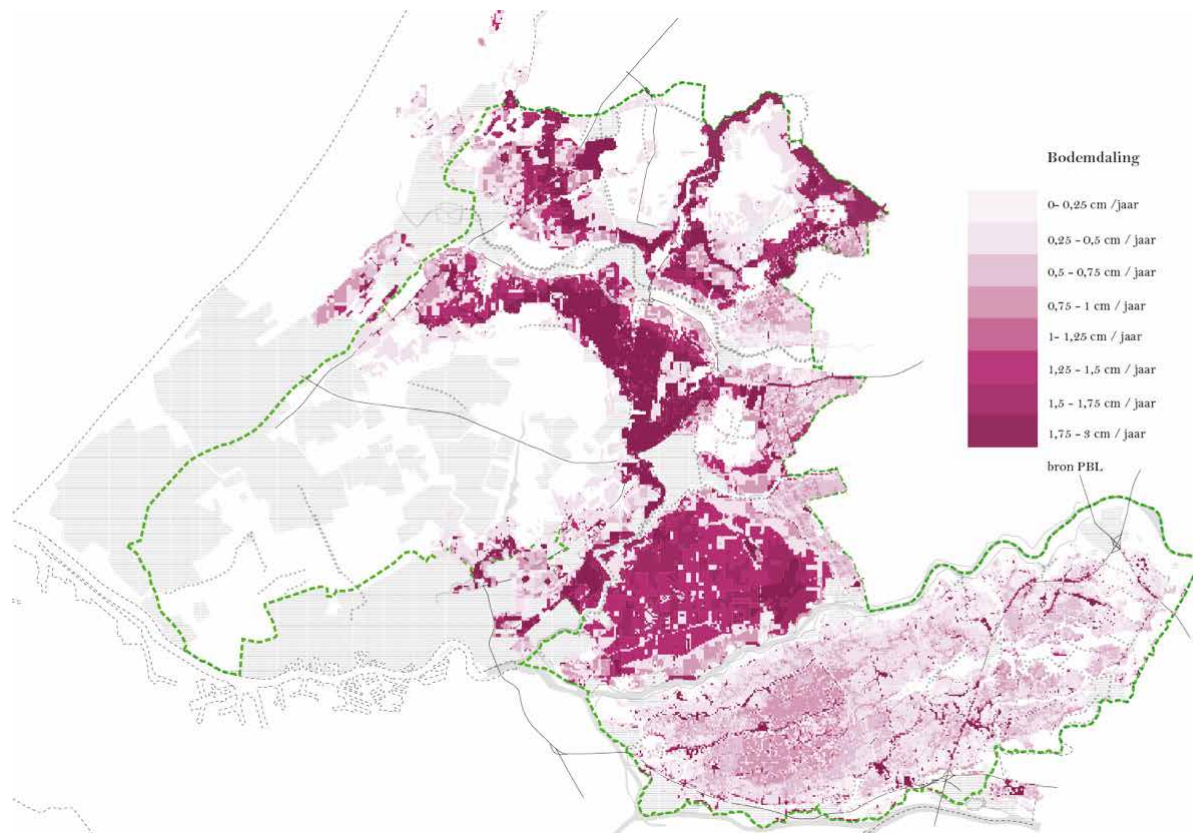 Bodemdaling
0- 0,25 cm /jaar
0,25 - 0,5 cm / jaar
0,5 - 0,75 cm / jaar
0,75 - 1 cm / jaar
1- 1,25 cm / jaar
1,25 - 1,5 cm / jaar
1,5 - 1,75 cm / jaar
1,75 - 3 cm / jaar
bron PBL